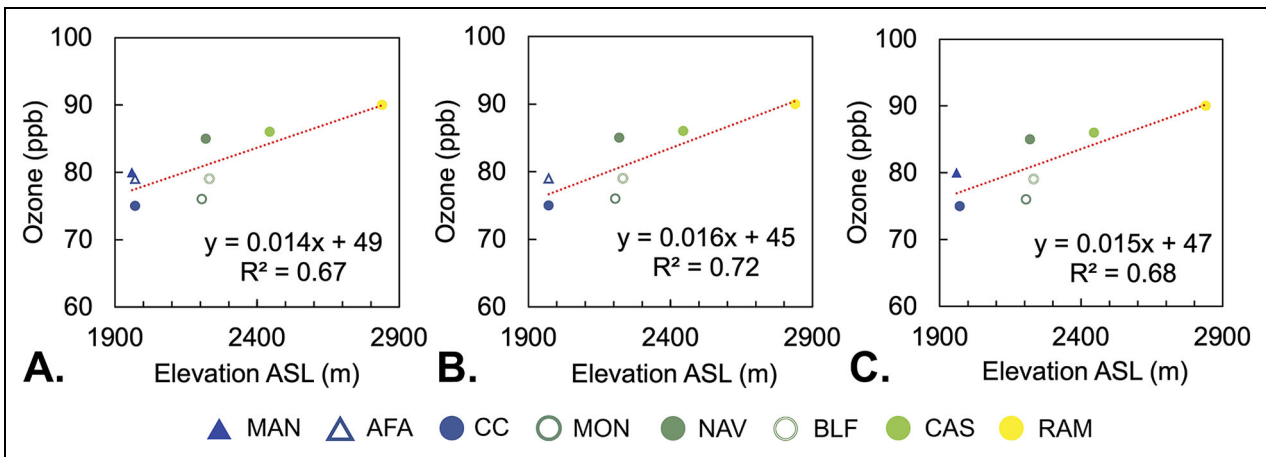 100
90
80
70
60
Ozone (ppb)
y = 0.014x + 49
R² = 0.67
1900 2400 2900
Elevation ASL (m)
A.
100
90
80
70
60
Ozone (ppb)
y = 0.016x + 45
R² = 0.72
1900 2400 2900
Elevation ASL (m)
B.
100
90
80
70
60
Ozone (ppb)
y = 0.015x + 47
R² = 0.68
1900 2400 2900
Elevation ASL (m)
C.
MAN AFA CC MON NAV BLF CAS RAM